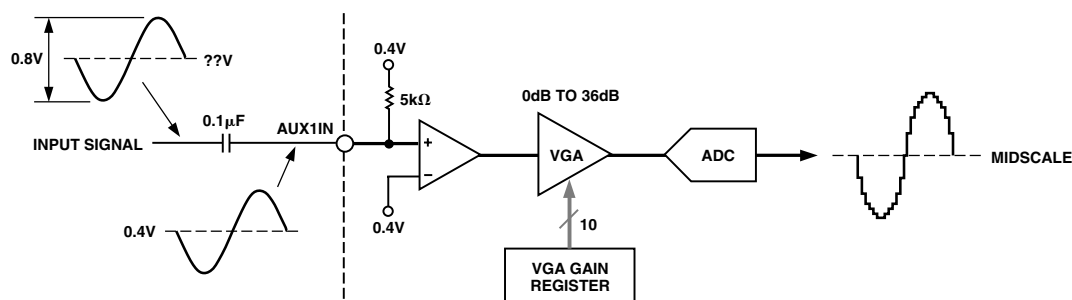 0.8V
??V
0.4V
5kΩ
0dB TO 36dB
INPUT SIGNAL
0.1μF
AUX1IN
+
–
VGA
ADC
MIDSCALE
0.4V
0.4V
10
VGA GAIN
REGISTER